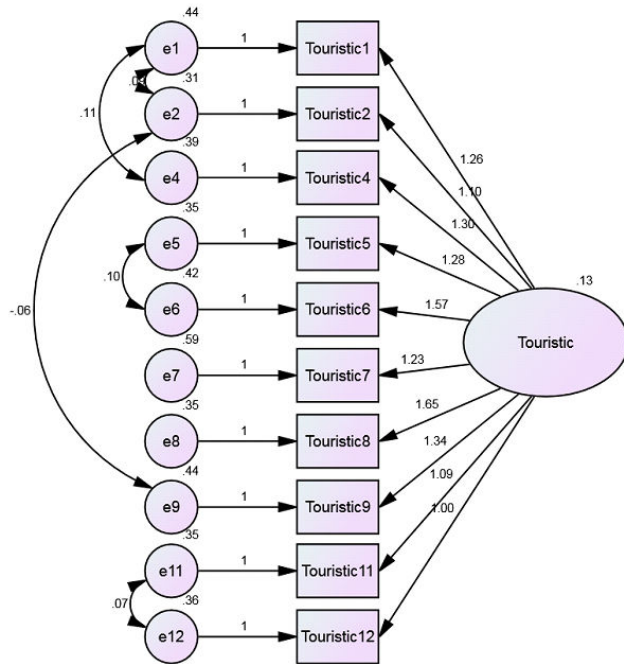 .44
e1
1
Touristic1
.31
e2
1
Touristic2
.11
.39
e4
1
Touristic4
1.26
1.10
1.30
.35
e5
1
Touristic5
1.28
.13
.10
.42
e6
1
Touristic6
1.57
-.06
.59
e7
1
Touristic7
1.23
Touristic
.35
e8
1
Touristic8
1.65
.44
e9
1
Touristic9
1.34
1.09
1.00
.35
e11
1
Touristic11
.07
.36
e12
1
Touristic12